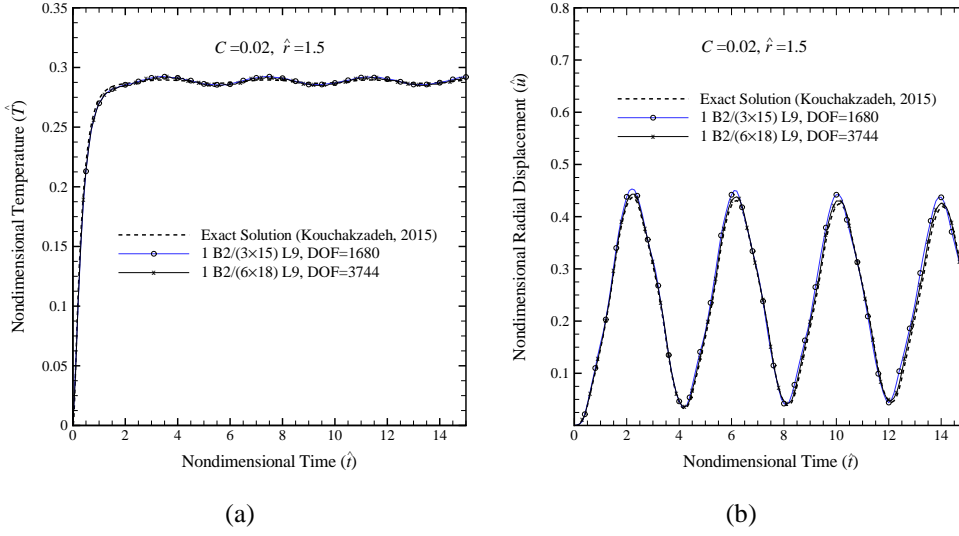 0.35
0.3
0.25
0.2
0.15
0.1
0.05
0
0 2 4 6 8 10 12 14
Nondimensional Temperature (T̂)
Nondimensional Time (t̂)
C =0.02, r̂ =1.5
Exact Solution (Kouchakzadeh, 2015)
1 B2/(3×15) L9, DOF=1680
1 B2/(6×18) L9, DOF=3744
(a)
0.8
0.7
0.6
0.5
0.4
0.3
0.2
0.1
0 2 4 6 8 10 12 14
Nondimensional Radial Displacement (û)
Nondimensional Time (t̂)
C =0.02, r̂ =1.5
Exact Solution (Kouchakzadeh, 2015)
1 B2/(3×15) L9, DOF=1680
1 B2/(6×18) L9, DOF=3744
(b)